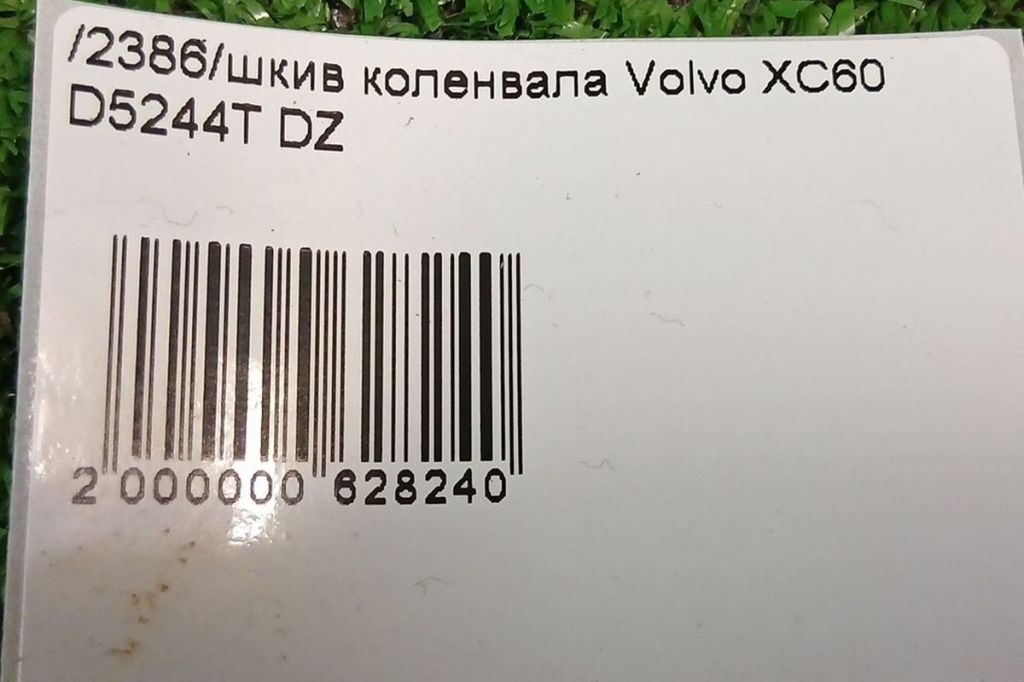 /2386/шкив коленвала Volvo XC60
D5244T DZ
2 000000 628240